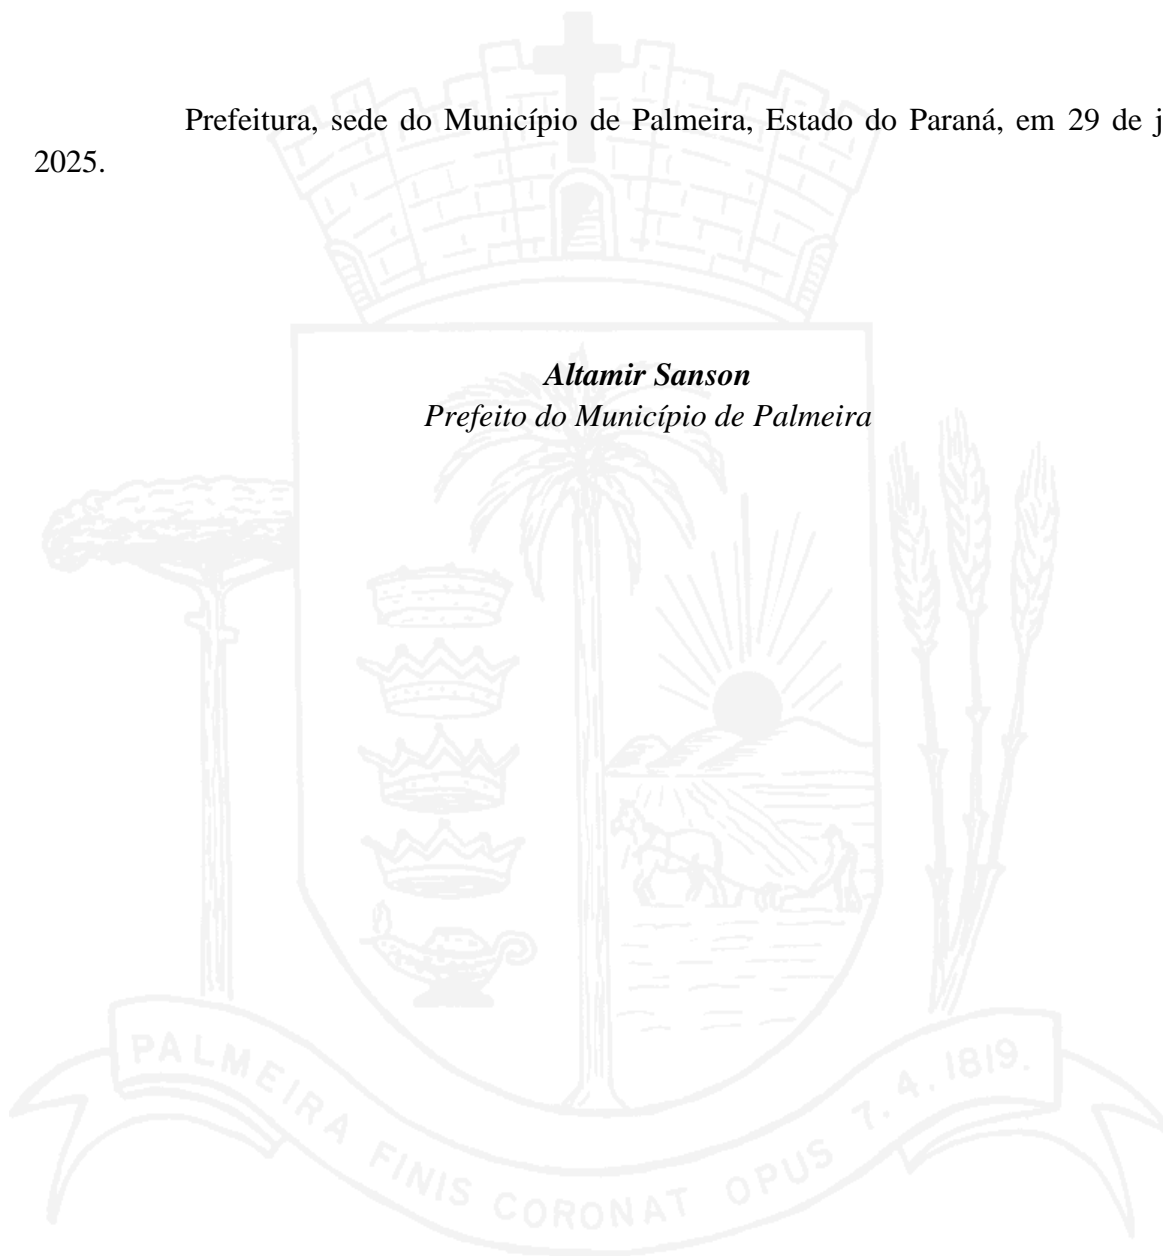 Prefeitura, sede do Município de Palmeira, Estado do Paraná, em 29 de
2025.
Altamir Sanson
Prefeito do Município de Palmeira
PALMEIRA FINIS CORONAT OPUS 7.4.1819.